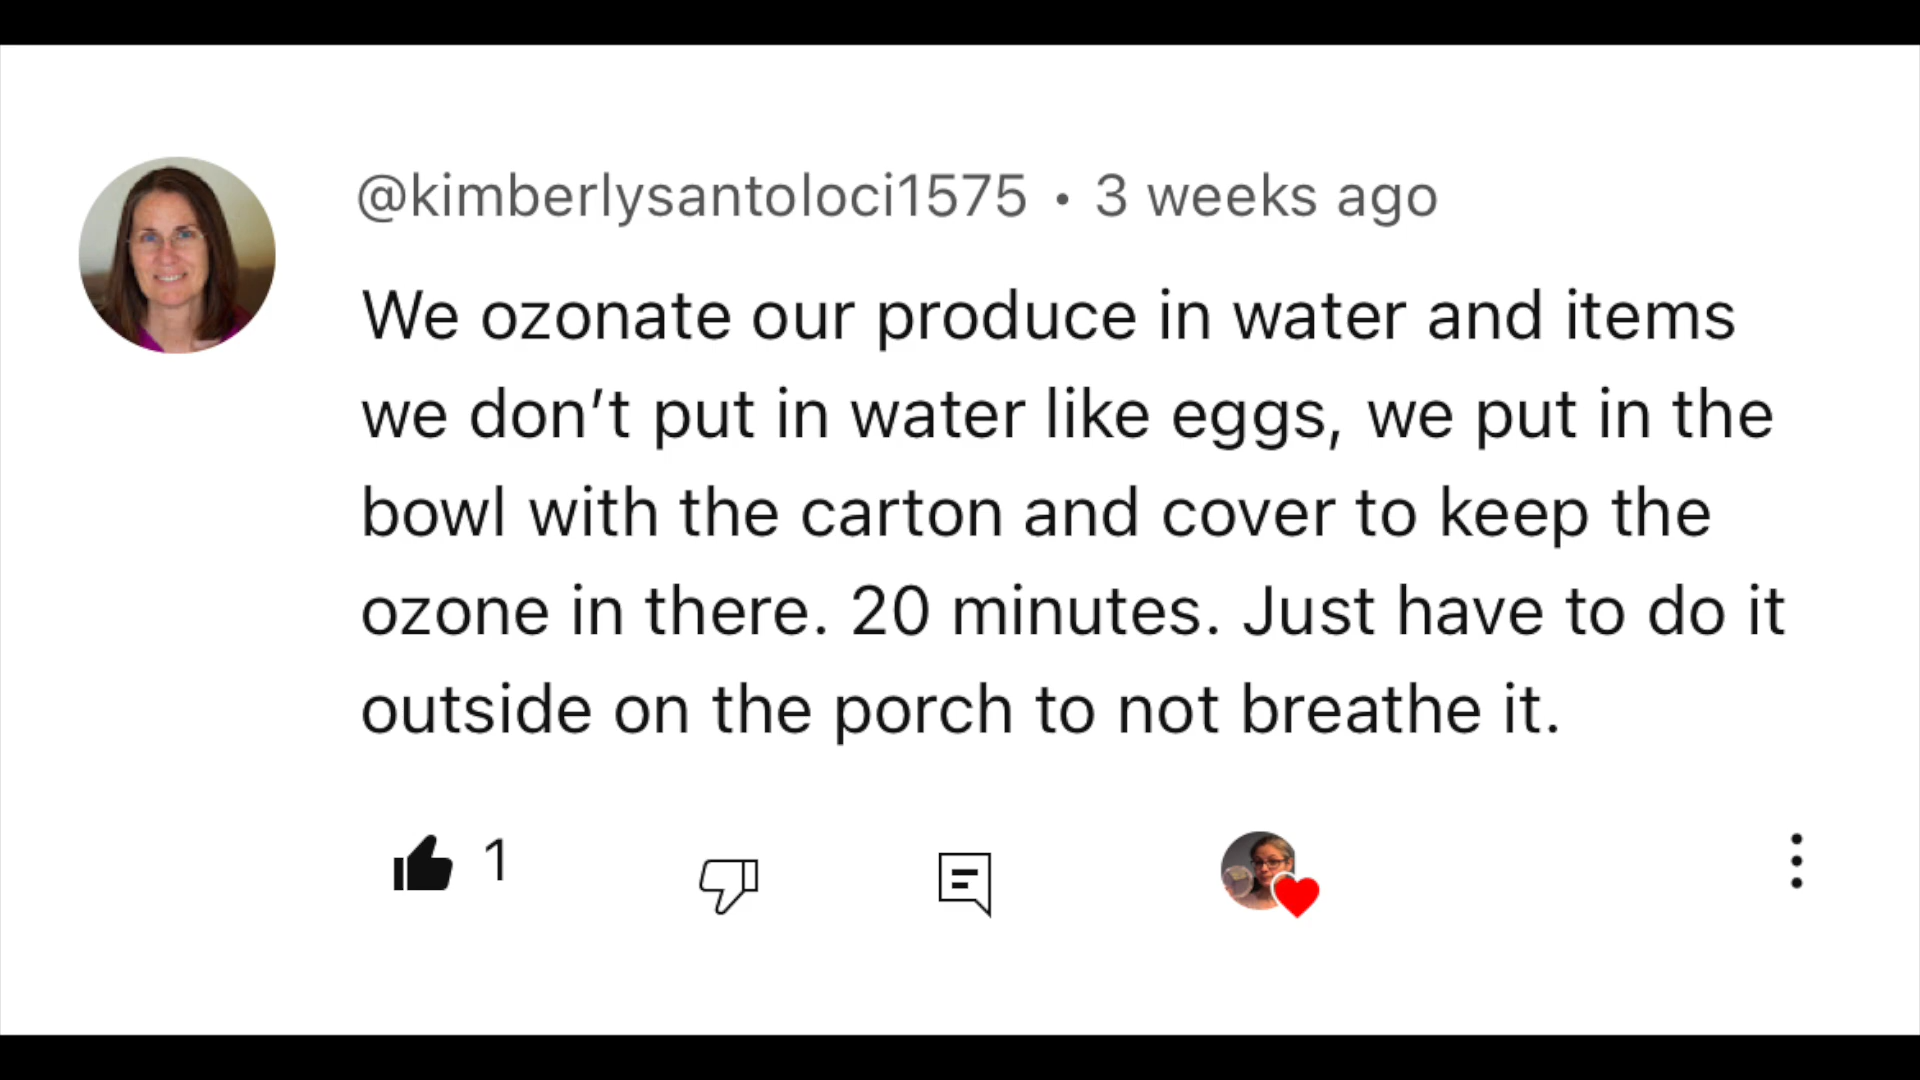 @kimberlysantoloci1575 • 3 weeks ago
We ozonate our produce in water and items
we don’t put in water like eggs, we put in the
bowl with the carton and cover to keep the
ozone in there. 20 minutes. Just have to do it
outside on the porch to not breathe it.
1